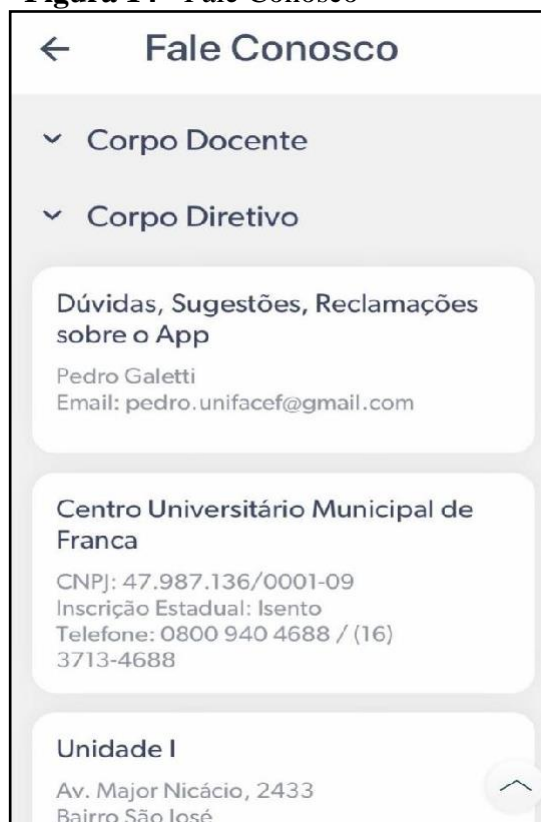 Figura 14 - Fale Conosco
Fale Conosco
Corpo Docente
Corpo Diretivo
Dúvidas, Sugestões, Reclamações
sobre o App
Pedro Galetti
Email: pedro.unifacef@gmail.com
Centro Universitário Municipal de
Franca
CNPJ: 47.987.136/0001-09
Inscrição Estadual: Isento
Telefone: 0800 940 4688 / (16)
3713-4688
Unidade I
Av. Major Nicácio, 2433
Bairro São José